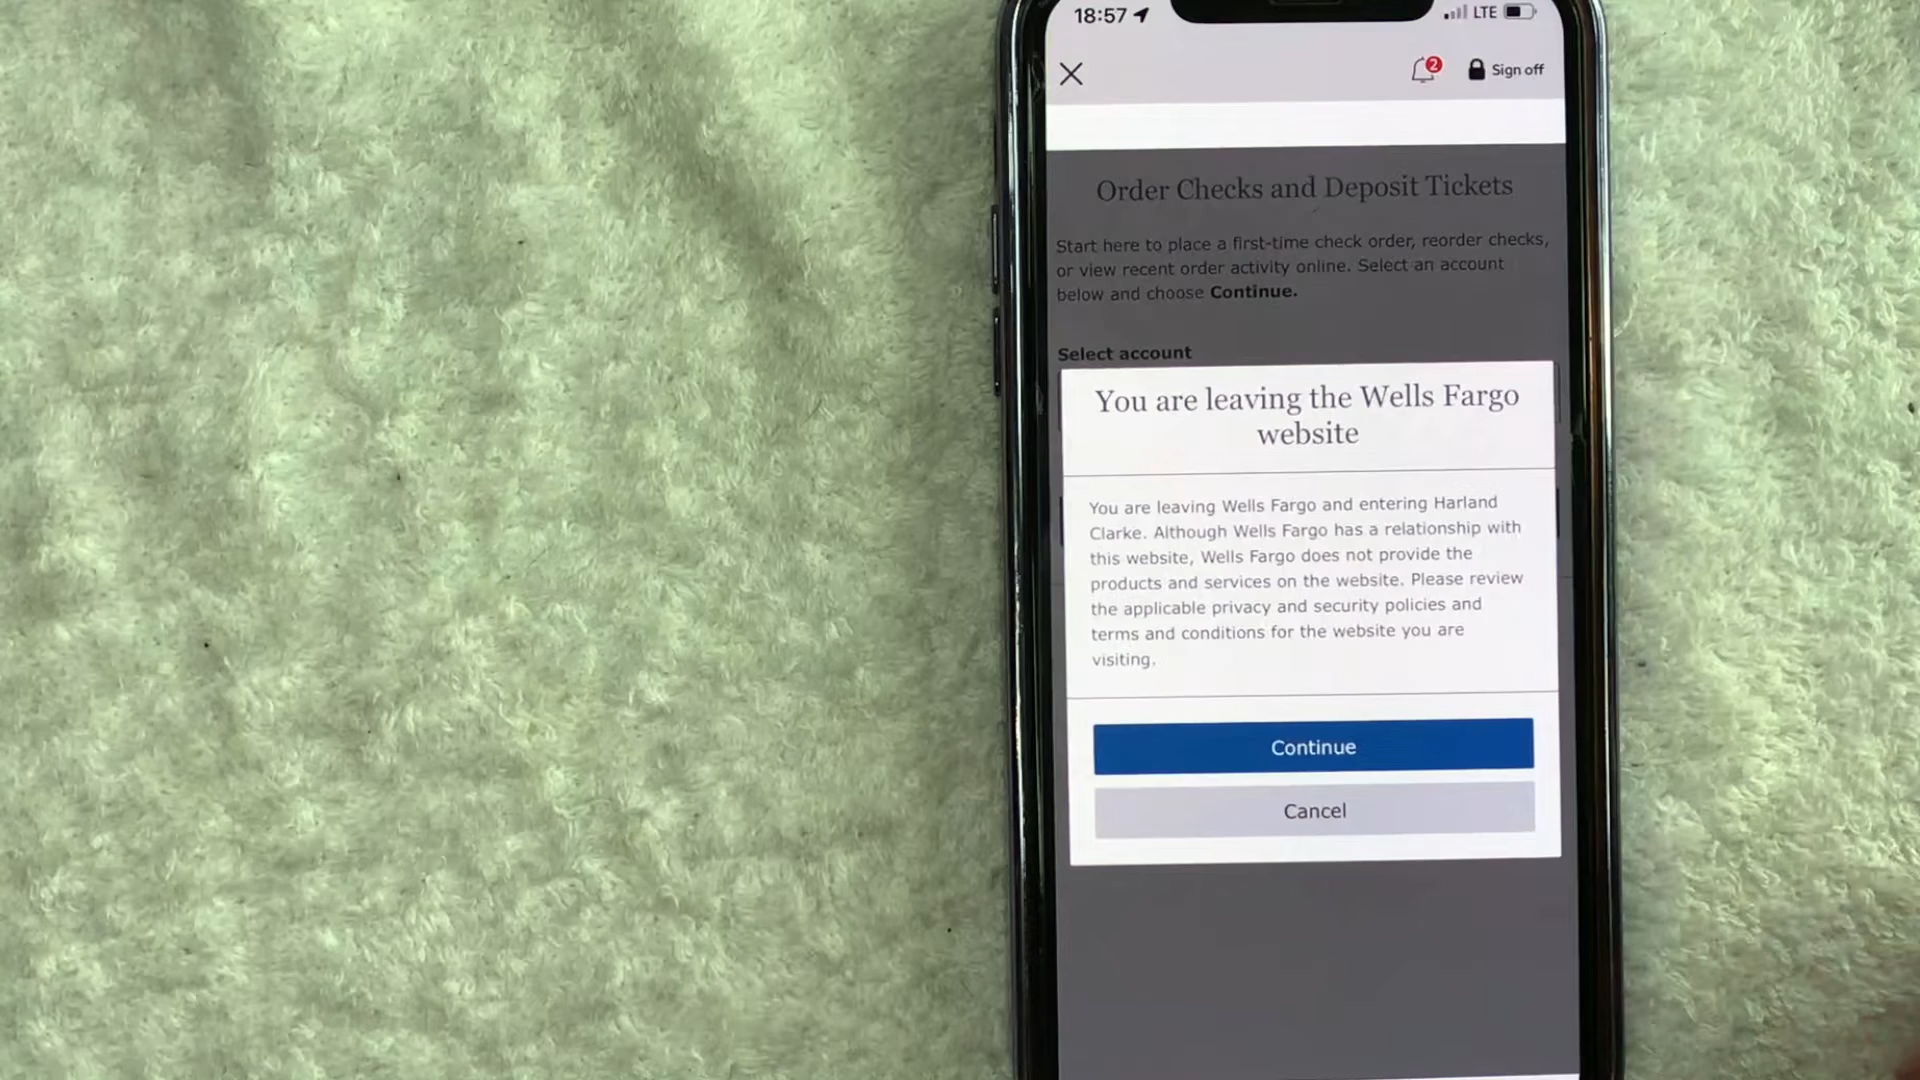 18:57
LTE
2
Sign off
Order Checks and Deposit Tickets
Start here to place a first-time check order, reorder checks,
or view recent order activity online. Select an account
below and choose Continue.
Select account
You are leaving the Wells Fargo
website
You are leaving Wells Fargo and entering Harland
Clarke. Although Wells Fargo has a relationship with
this website, Wells Fargo does not provide the
products and services on the website. Please review
the applicable privacy and security policies and
terms and conditions for the website you are
visiting.
Continue
Cancel